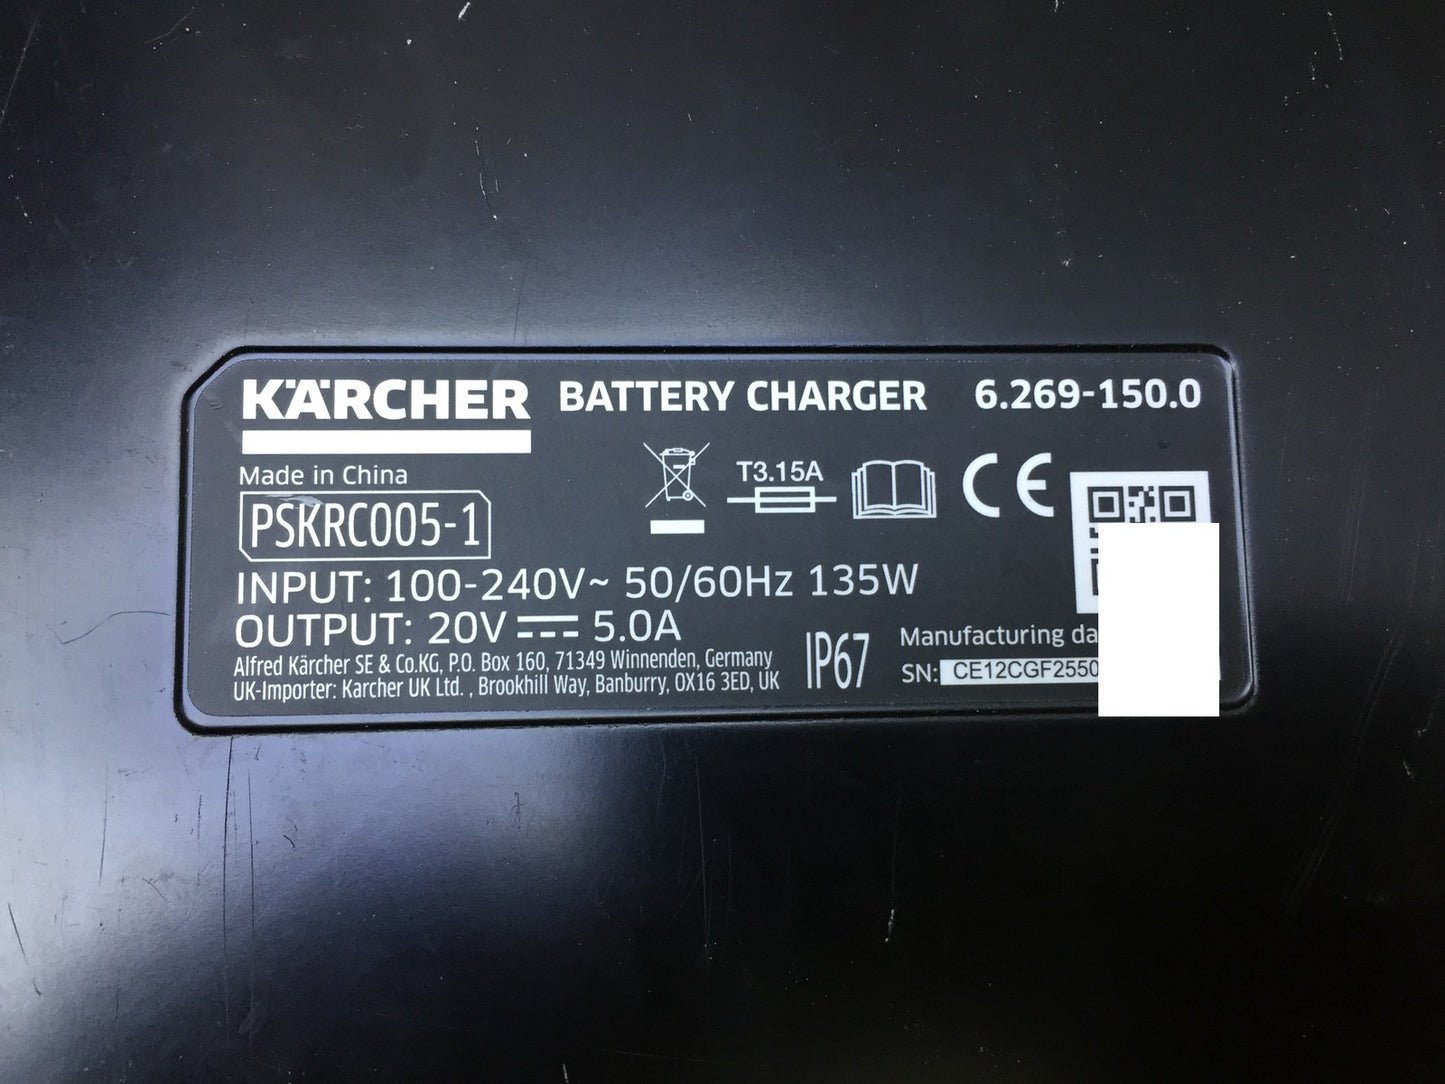 KÄRCHER BATTERY CHARGER 6.269-150.0
Made in China
T3.15A
CE
PSKRC005-1
INPUT: 100-240V~ 50/60Hz 135W
OUTPUT: 20V ⎓ 5.0A
Alfred Kärcher SE & Co.KG, P.O. Box 160, 71349 Winnenden, Germany
UK-Importer: Karcher UK Ltd. , Brookhill Way, Banburry, OX16 3ED, UK
IP67
Manufacturing
SN: CE12CGF2550